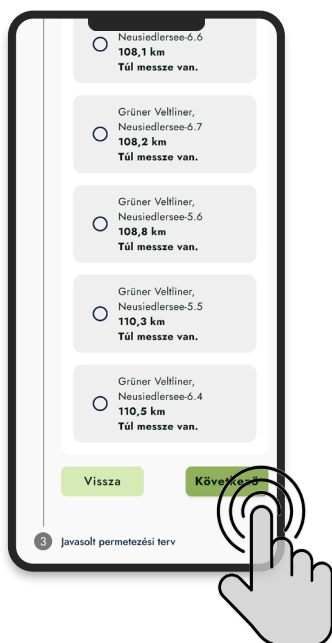 Neusiedlersee-6.6
108,1 km
Túl messze van.
Grüner Veltliner,
Neusiedlersee-6.7
108,2 km
Túl messze van.
Grüner Veltliner,
Neusiedlersee-5.6
108,8 km
Túl messze van.
Grüner Veltliner,
Neusiedlersee-5.5
110,3 km
Túl messze van.
Grüner Veltliner,
Neusiedlersee-6.4
110,5 km
Túl messze van.
Vissza
Következő
3 Javasolt permetezési terv